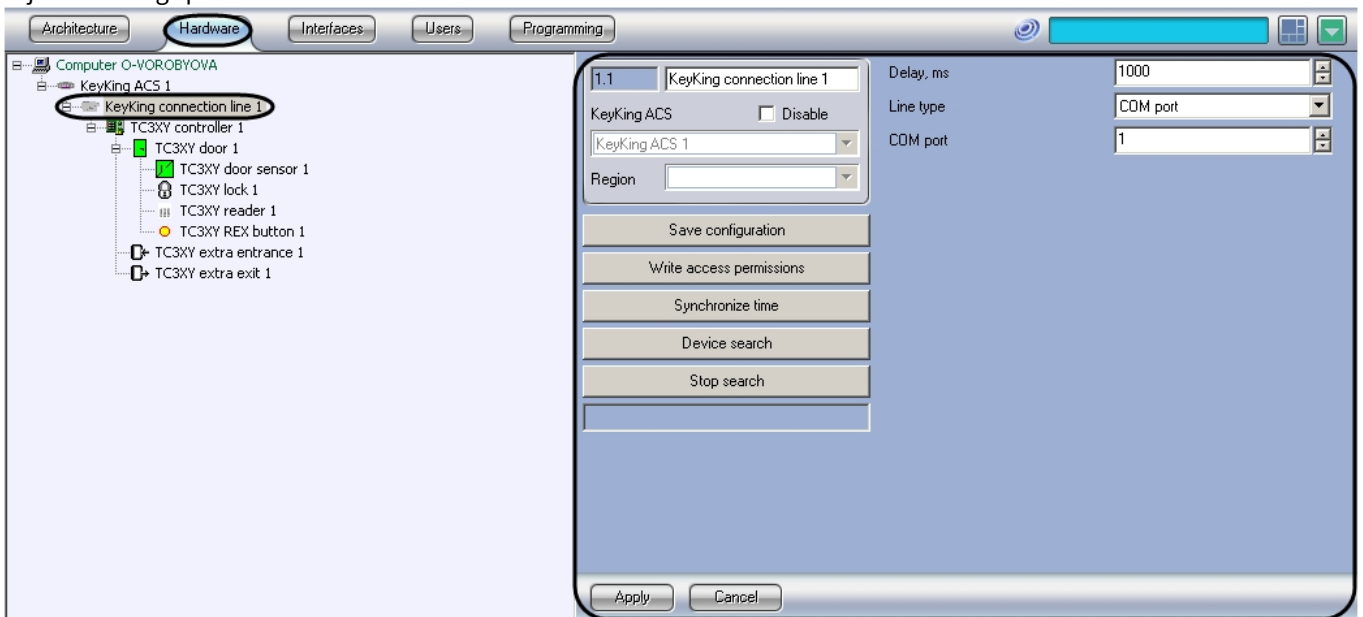 Architecture
Hardware
Interfaces
Users
Programming
Computer O-VOROBYOVA
KeyKing ACS 1
KeyKing connection line 1
TC3XY controller 1
TC3XY door 1
TC3XY door sensor 1
TC3XY lock 1
TC3XY reader 1
TC3XY REX button 1
TC3XY extra entrance 1
TC3XY extra exit 1
1.1
KeyKing connection line 1
KeyKing ACS
Disable
KeyKing ACS 1
Region
Save configuration
Write access permissions
Synchronize time
Device search
Stop search
Delay, ms
1000
Line type
COM port
COM port
1
Apply
Cancel